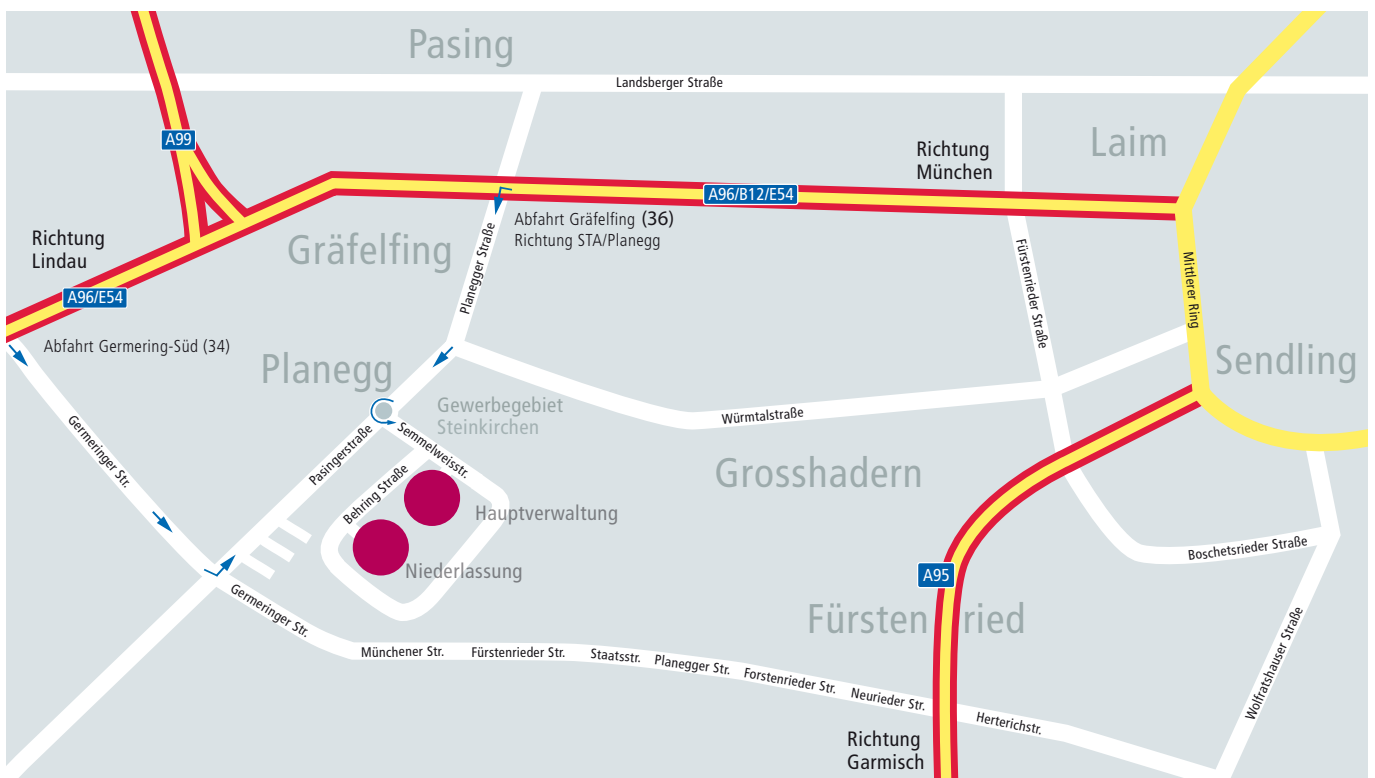 Pasing
Landsberger Straße
A99
Laim
Richtung
München
A96/B12/E54
Abfahrt Gräfelfing (36)
Richtung STA/Planegg
Richtung
Lindau
Gräfelfing
Planegger Straße
Fürstenrieder Straße
Mittlerer Ring
A96/E54
Abfahrt Germering-Süd (34)
Planegg
Sendling
Gewerbegebiet
Steinkirchen
Würmtalstraße
Germeringer Str.
Pasingerstraße
Semmelweisstr.
Behring Straße
Grosshadern
Hauptverwaltung
Niederlassung
Boschetsrieder Straße
A95
Fürsten ried
Germeringer Str.
Münchener Str.
Fürstenrieder Str.
Staatsstr.
Planegger Str.
Forstenrieder Str.
Neurieder Str.
Herterichstr.
Wolfratshauser Straße
Richtung
Garmisch